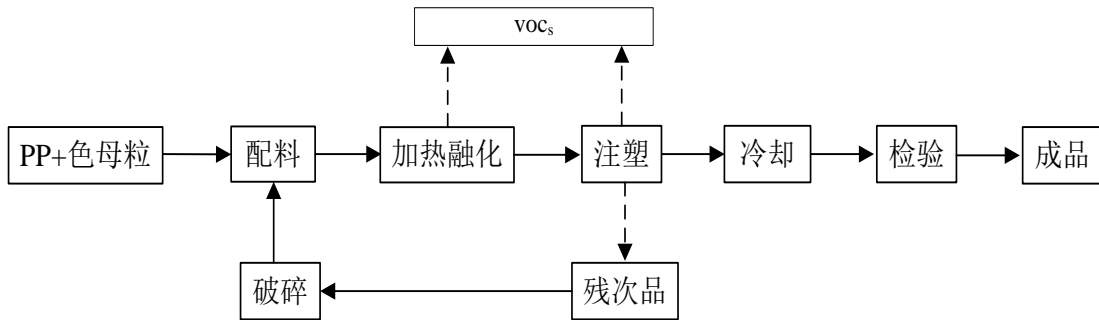 vocs
PP+色母粒
配料
加热融化
注塑
冷却
检验
成品
破碎
残次品